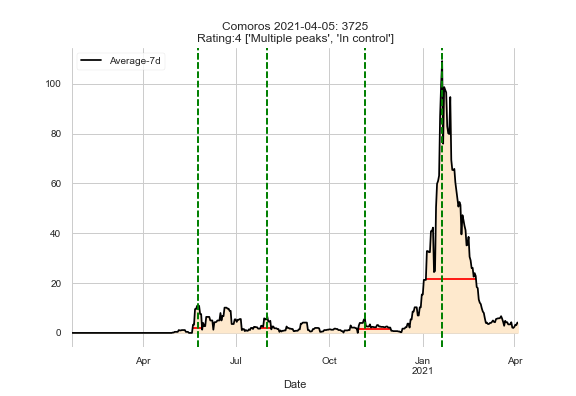 Comoros 2021-04-05: 3725
Rating:4 ['Multiple peaks', 'In control']
Average-7d
100
80
60
40
20
0
Apr Jul Oct Jan Apr
2021
Date